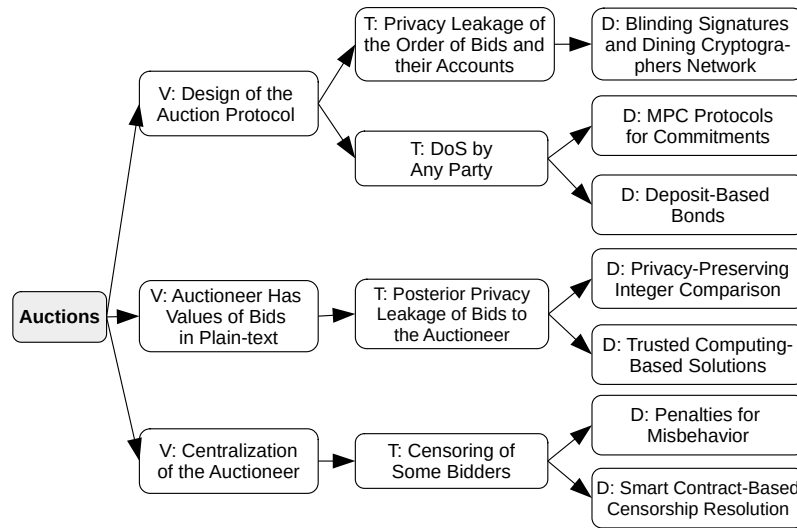 Auctions
V: Design of the
Auction Protocol
T: Privacy Leakage of
the Order of Bids and
their Accounts
D: Blinding Signatures
and Dining Cryptogra-
phers Network
T: DoS by
Any Party
D: MPC Protocols
for Commitments
D: Deposit-Based
Bonds
V: Auctioneer Has
Values of Bids
in Plain-text
T: Posterior Privacy
Leakage of Bids to
the Auctioneer
D: Privacy-Preserving
Integer Comparison
D: Trusted Computing-
Based Solutions
V: Centralization
of the Auctioneer
T: Censoring of
Some Bidders
D: Penalties for
Misbehavior
D: Smart Contract-Based
Censorship Resolution